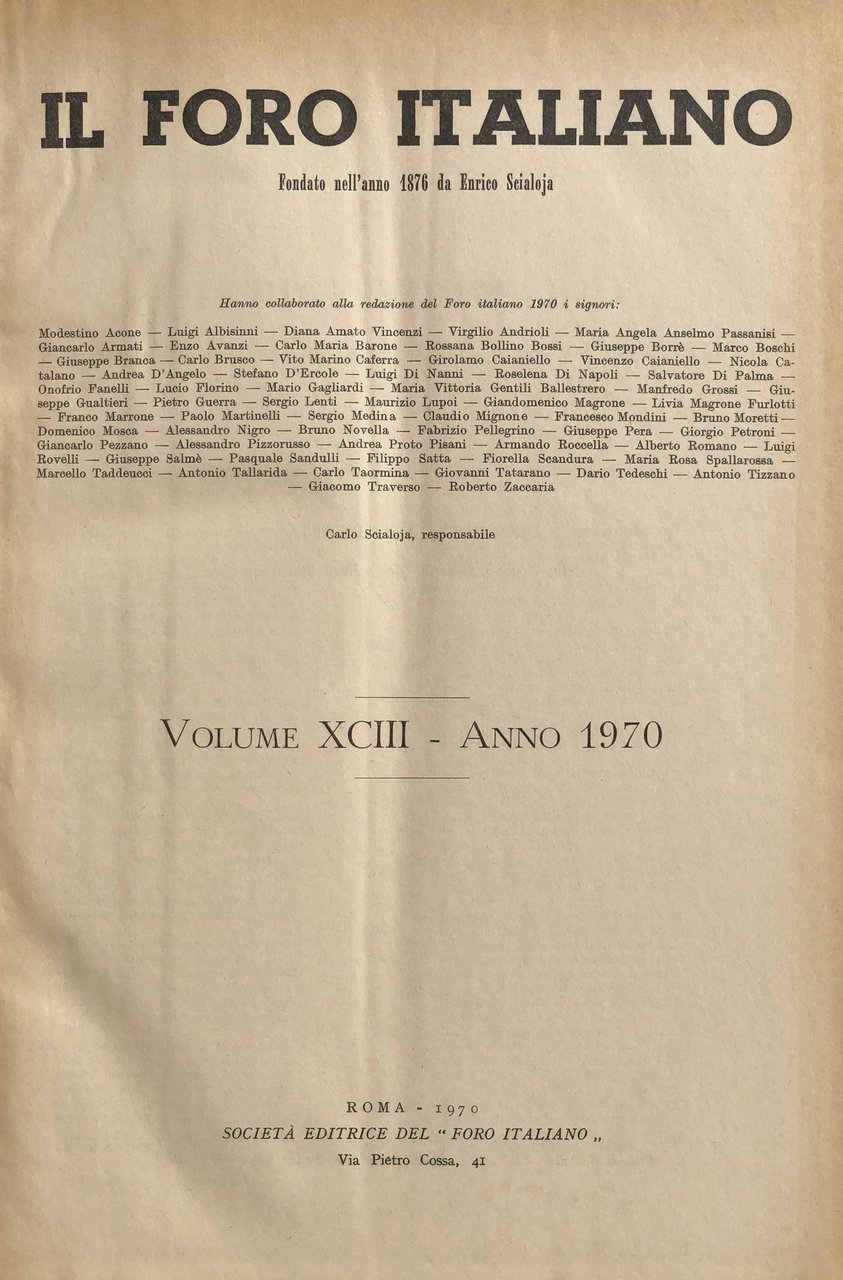 IL FORO ITALIANO
Fondato nell'anno 1876 da Enrico Scialoja
Hanno collaborato alla redazione del Foro italiano 1970 i signori:
Modestino Acone — Luigi Albisinni — Diana Amato Vincenzi — Virgilio Andrioli — Maria Angela Anselmo Passanisi —
Giancarlo Armati — Enzo Avanzi — Carlo Maria Barone — Rossana Bollino Bossi — Giuseppe Borrè — Marco Boschi
— Giuseppe Branca — Carlo Brusco — Vito Marino Caferra — Girolamo Caianiello — Vincenzo Caianiello — Nicola Ca-
talano — Andrea D'Angelo — Stefano D'Ercole — Luigi Di Nanni — Roselena Di Napoli — Salvatore Di Palma —
Onofrio Fanelli — Lucio Florino — Mario Gagliardi — Maria Vittoria Gentili Ballestrero — Manfredo Grossi — Giu-
seppe Gualtieri — Pietro Guerra — Sergio Lenti — Maurizio Lupoi — Giandomenico Magrone — Livia Magrone Furlotti
— Franco Marrone — Paolo Martinelli — Sergio Medina — Claudio Mignone — Francesco Mondini — Bruno Moretti —
Domenico Mosca — Alessandro Nigro — Bruno Novella — Fabrizio Pellegrino — Giuseppe Pera — Giorgio Petroni —
Giancarlo Pezzano — Alessandro Pizzorusso — Andrea Proto Pisani — Armando Roccella — Alberto Romano — Luigi
Rovelli — Giuseppe Salmè — Pasquale Sandulli — Filippo Satta — Fiorella Scandura — Maria Rosa Spallarossa —
Marcello Taddeucci — Antonio Tallarida — Carlo Taormina — Giovanni Tatarano — Dario Tedeschi — Antonio Tizzano
— Giacomo Traverso — Roberto Zaccaria
Carlo Scialoja, responsabile
VOLUME XCIII - ANNO 1970
ROMA - 1970
SOCIETÀ EDITRICE DEL “ FORO ITALIANO „
Via Pietro Cossa, 41